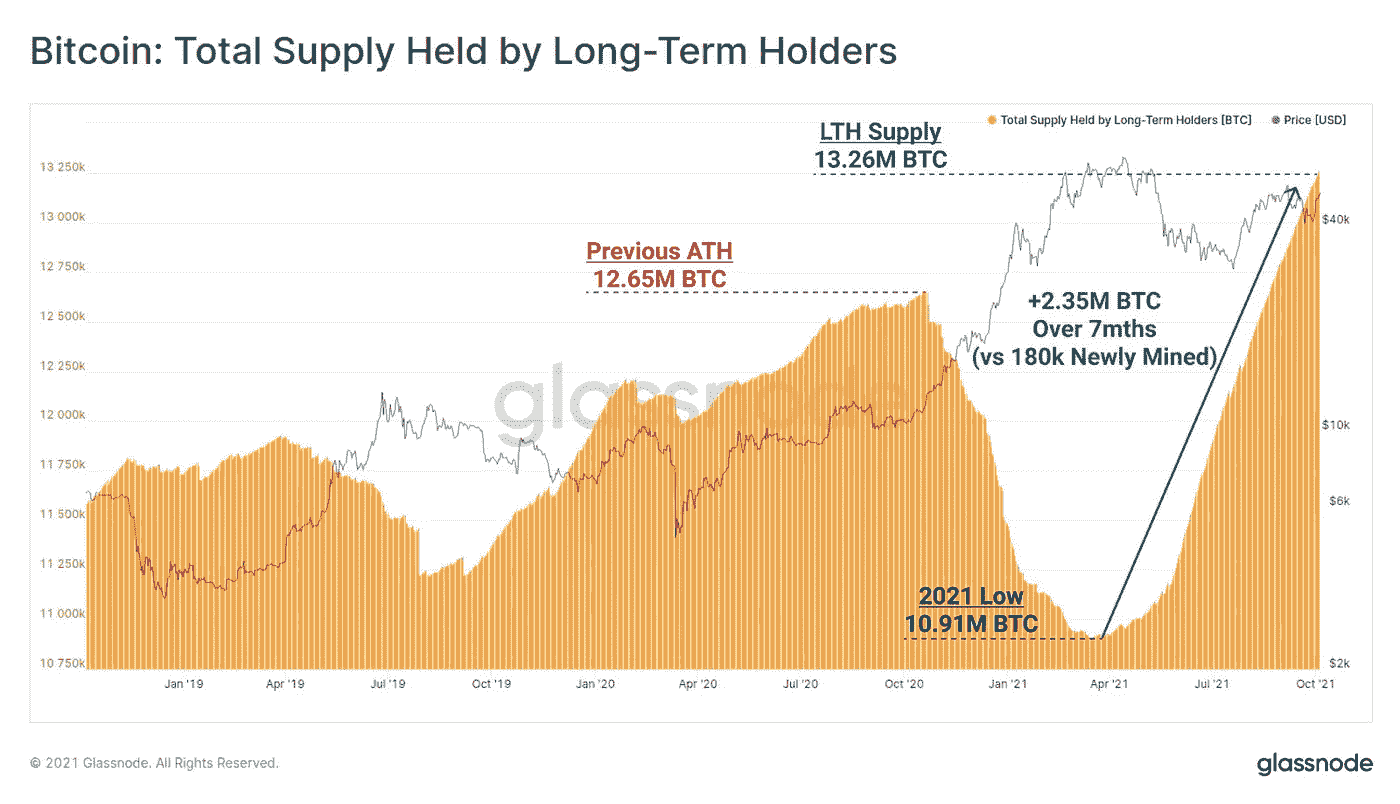 Bitcoin: Total Supply Held by Long-Term Holders
Total Supply Held by Long-Term Holders [BTC] Price [USD]
LTH Supply
13.26M BTC
Previous ATH
12.65M BTC
+2.35M BTC
Over 7mths
(vs 180k Newly Mined)
2021 Low
10.91M BTC
13 250k
13 000k
12 750k
12 500k
12 250k
12 000k
11 750k
11 500k
11 250k
11 000k
10 750k
$40k
$10k
$6k
$2k
glassnode
Jan '19 Apr '19 Jul '19 Oct '19 Jan '20 Apr '20 Jul '20 Oct '20 Jan '21 Apr '21 Jul '21 Oct '21
© 2021 Glassnode. All Rights Reserved.
glassnode